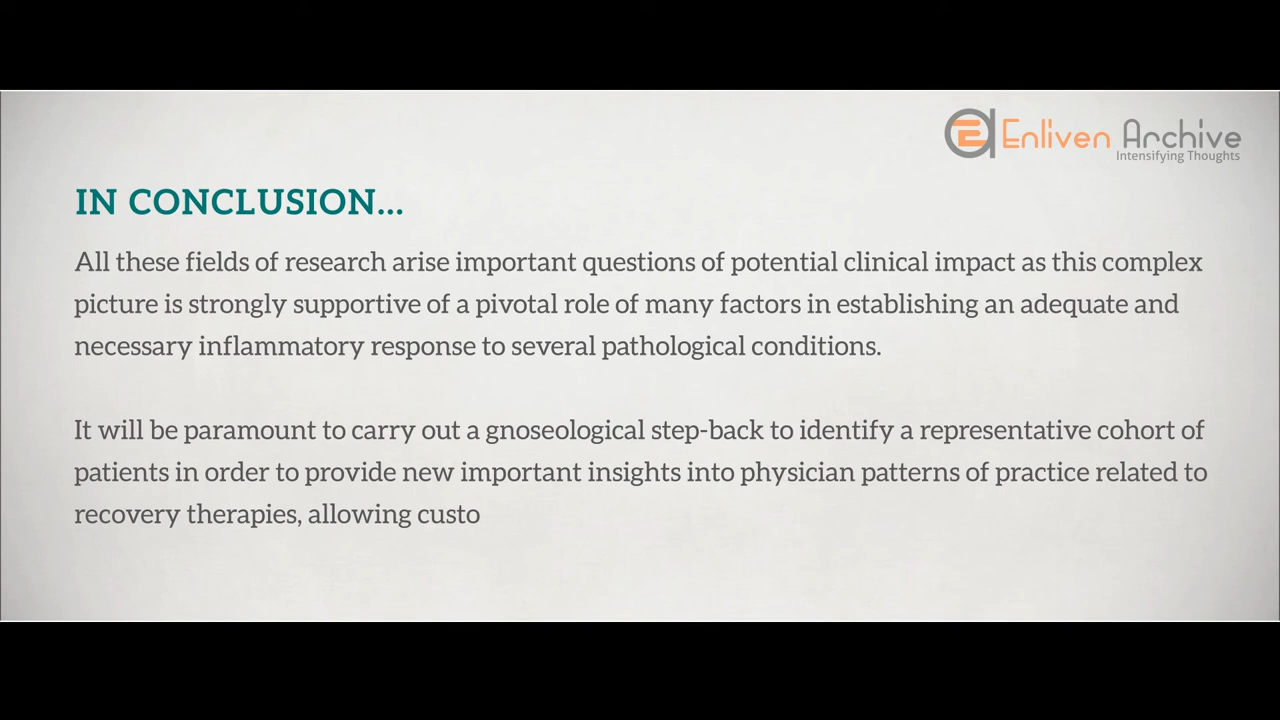 Enliven Archive
Intensifying Thoughts
IN CONCLUSION...
All these fields of research arise important questions of potential clinical impact as this complex
picture is strongly supportive of a pivotal role of many factors in establishing an adequate and
necessary inflammatory response to several pathological conditions.
It will be paramount to carry out a gnoseological step-back to identify a representative cohort of
patients in order to provide new important insights into physician patterns of practice related to
recovery therapies, allowing custo